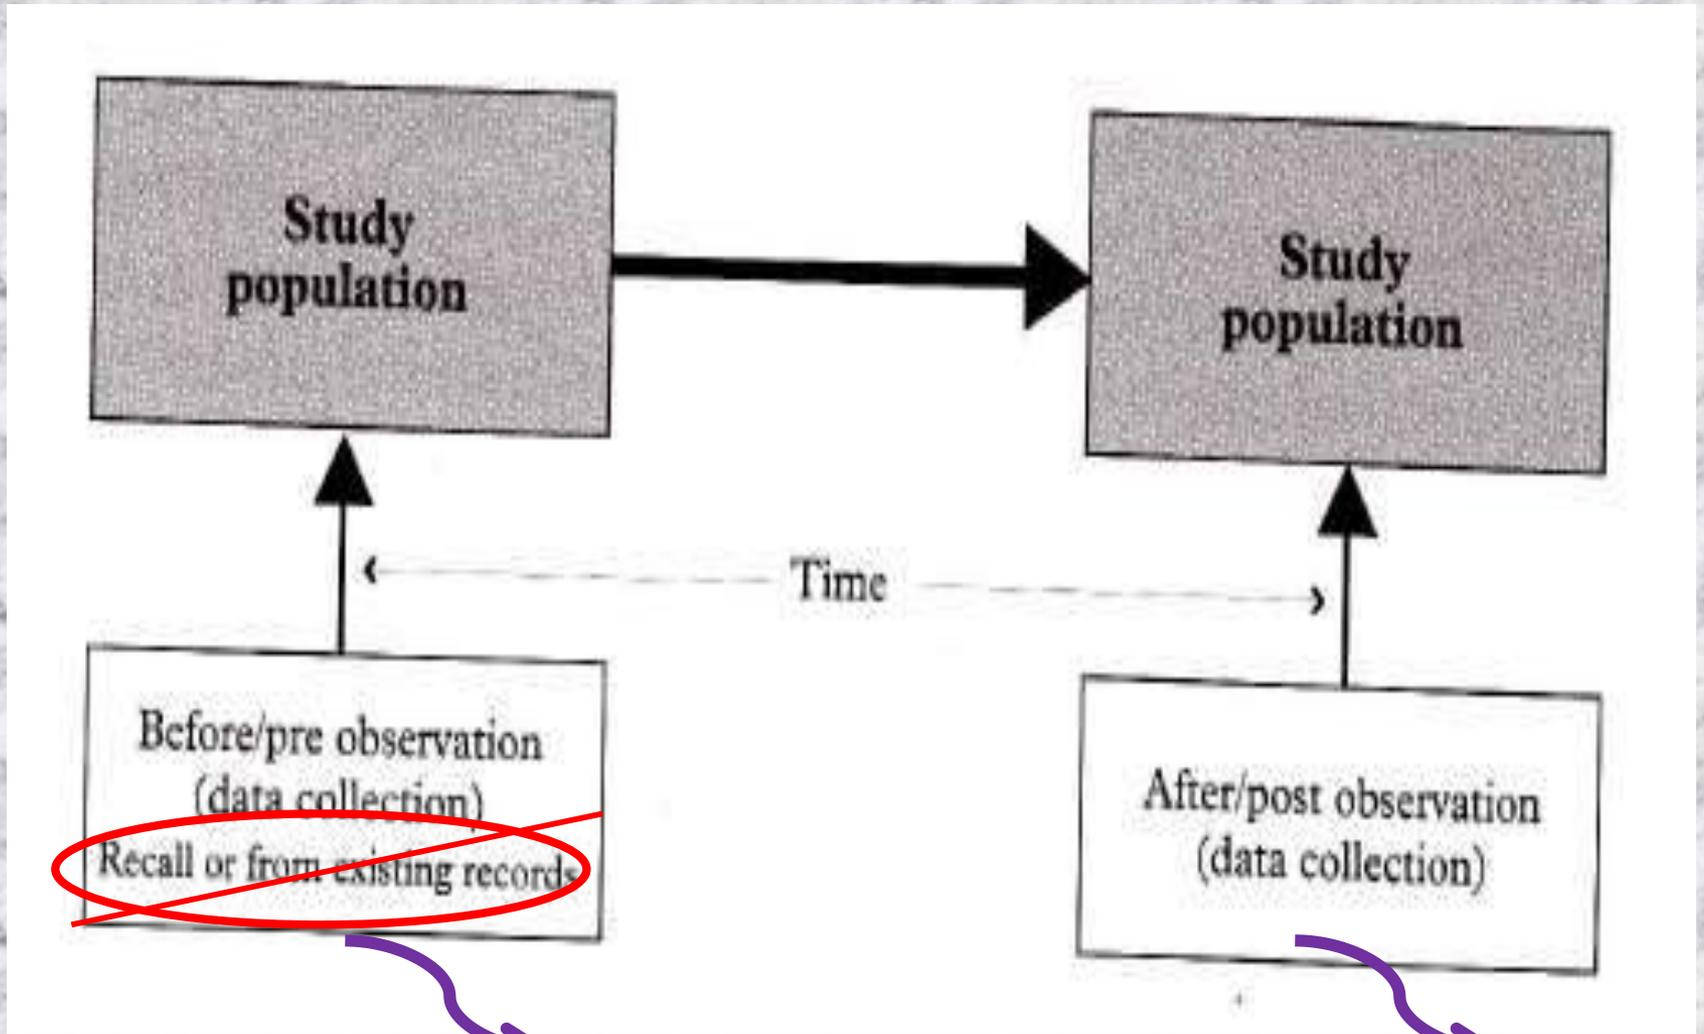 Study
population
Study
population
Time
Before/pre observation
(data collection)
Recall or from existing records
After/post observation
(data collection)